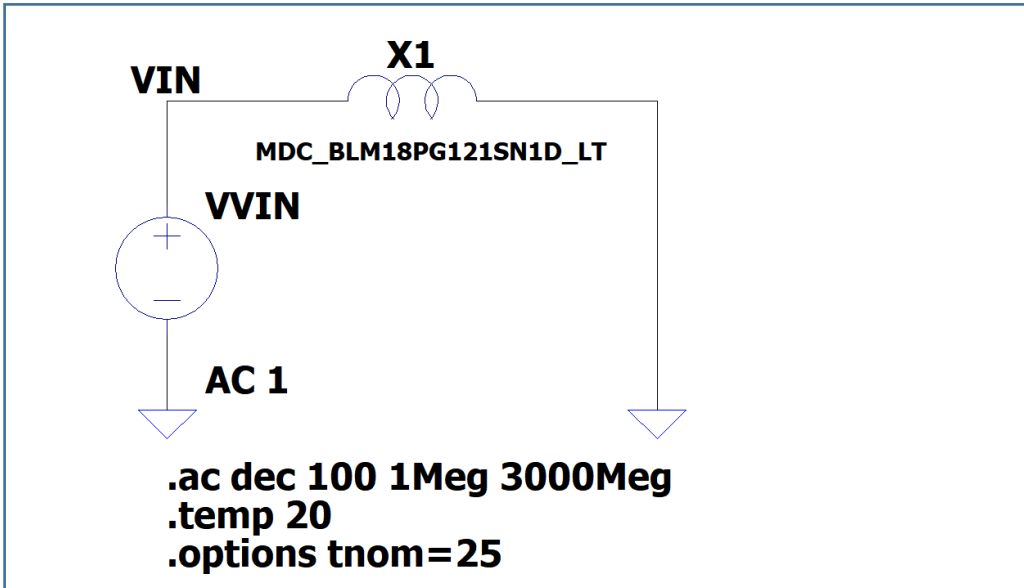 X1
VIN
MDC_BLM18PG121SN1D_LT
VVIN
AC 1
.ac dec 100 1Meg 3000Meg
.temp 20
.options tnom=25